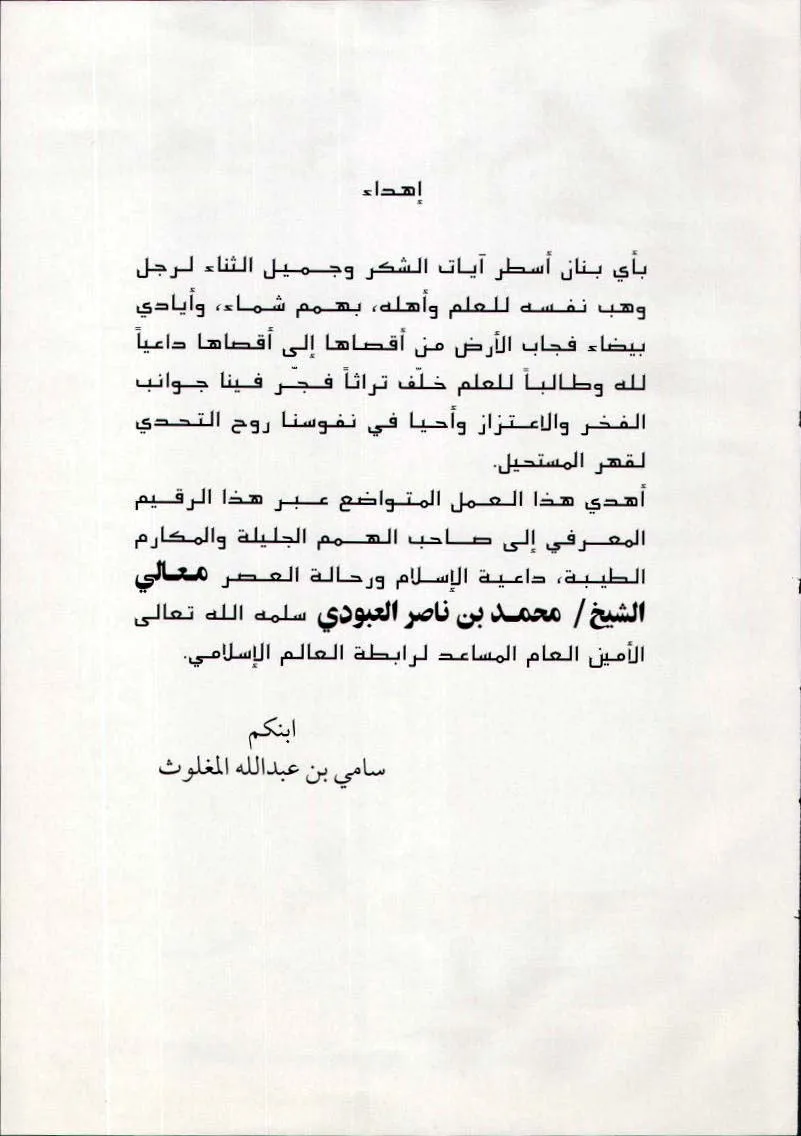 إهداء
بأي بنان أسطر آيات الشكر وجميل الثناء لرجل
وهب نفسه للعلم وأهله، بهمم شماء، وأيادي
بيضاء فجاب الأرض من أقصاها إلى أقصاها داعياً
لله وطالباً للعلم خلّف تراثاً فجّر فينا جوانب
الفخر والاعتزاز وأحيا في نفوسنا روح التحدي
لقهر المستحيل.
أهدي هذا العمل المتواضع عبر هذا الرقيم
المعرفي إلى صاحب الهمم الجليلة والمكارم
الطيبة، داعية الإسلام ورحالة العصر معالي
الشيخ / محمد بن ناصر العبودي سلمه الله تعالى
الأمين العام المساعد لرابطة العالم الإسلامي.
ابنكم
سامي بن عبدالله المغلوث